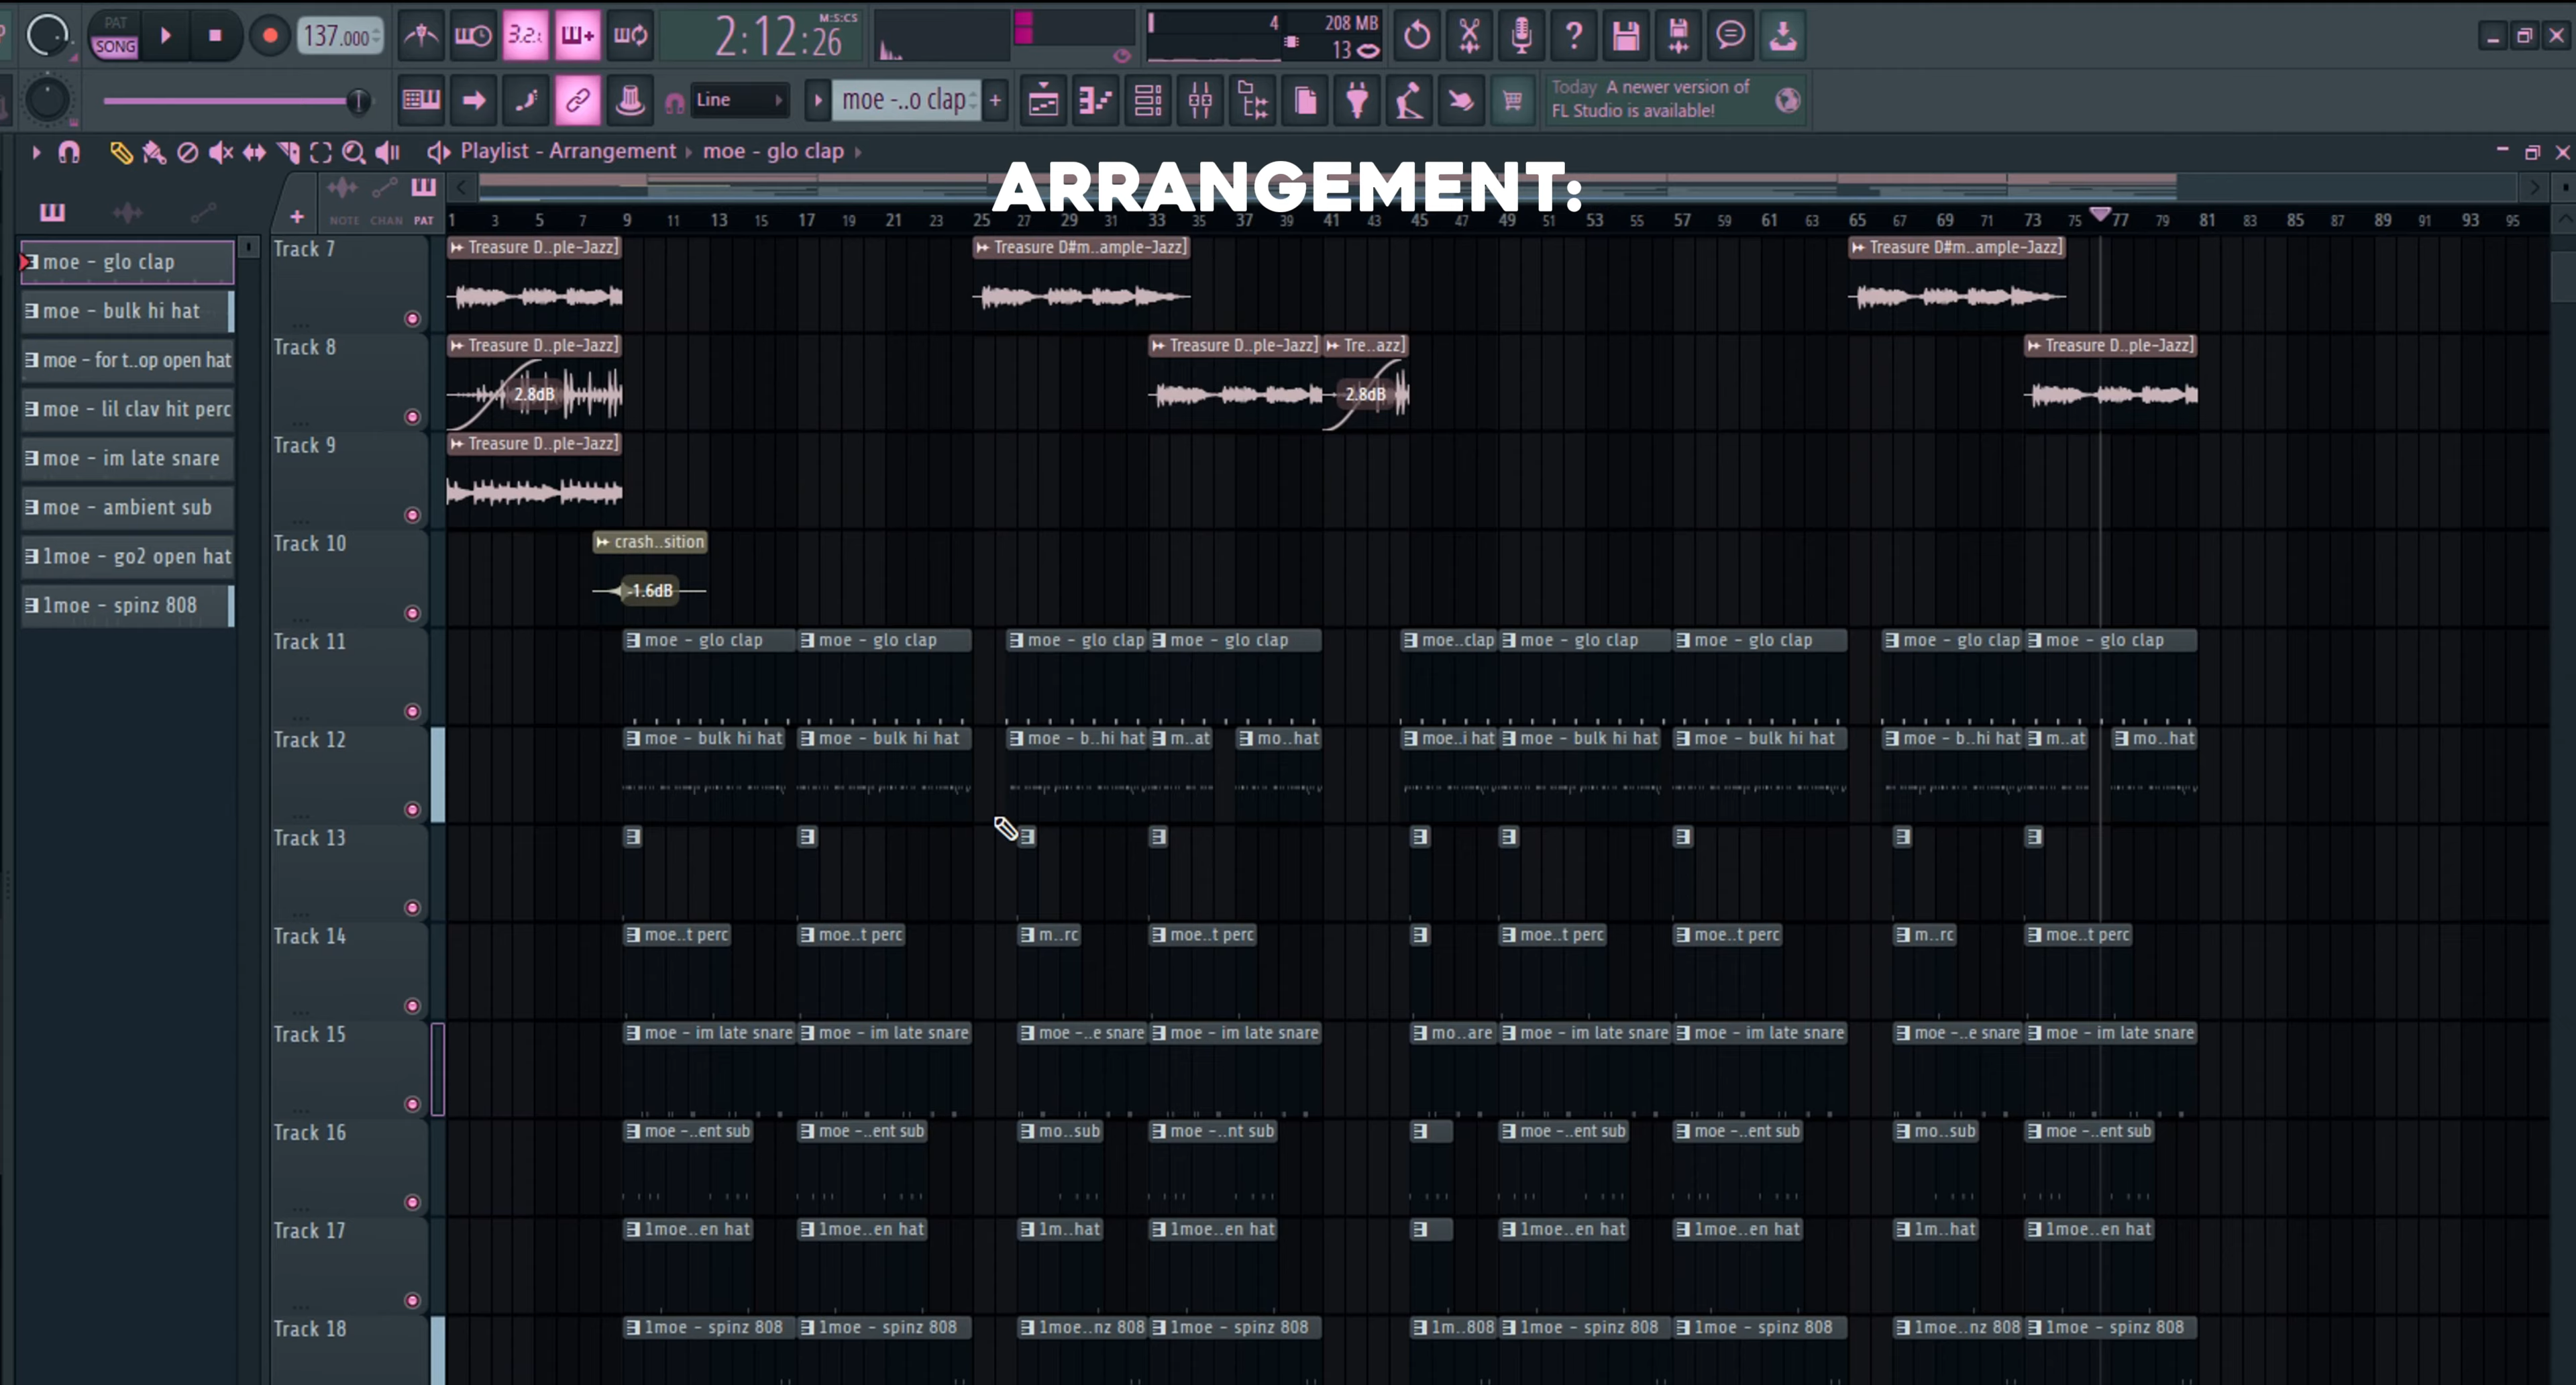 PAT
SONG
137.000
3.2.
2:12:26
M:S:CS
4
208 MB
13
Line
moe -..o clap
+
Today A newer version of
FL Studio is available!
Playlist - Arrangement
moe - glo clap
ARRANGEMENT:
NOTE CHAN PAT
1 3 5 7 9 11 13 15 17 19 21 23 25 27 29 31 33 35 37 39 41 43 45 47 49 51 53 55 57 59 61 63 65 67 69 71 73 75 77 79 81 83 85 87 89 91 93 95
moe - glo clap
moe - bulk hi hat
moe - for t..op open hat
moe - lil clav hit perc
moe - im late snare
moe - ambient sub
1moe - go2 open hat
1moe - spinz 808
Track 7
Treasure D..ple-Jazz]
Treasure D#m..ample-Jazz]
Treasure D#m..ample-Jazz]
Track 8
Treasure D..ple-Jazz]
2.8dB
Treasure D..ple-Jazz]
Tre..azz]
2.8dB
Treasure D..ple-Jazz]
Track 9
Treasure D..ple-Jazz]
Track 10
crash..sition
-1.6dB
Track 11
moe - glo clap
moe - glo clap
moe - glo clap
moe - glo clap
moe..clap
moe - glo clap
moe - glo clap
moe - glo clap
moe - glo clap
Track 12
moe - bulk hi hat
moe - bulk hi hat
moe - b..hi hat
m..at
mo..hat
moe..i hat
moe - bulk hi hat
moe - bulk hi hat
moe - b..hi hat
m..at
mo..hat
Track 13
Track 14
moe..t perc
moe..t perc
m..rc
moe..t perc
moe..t perc
moe..t perc
m..rc
moe..t perc
Track 15
moe - im late snare
moe - im late snare
moe -..e snare
moe - im late snare
mo..are
moe - im late snare
moe - im late snare
moe -..e snare
moe - im late snare
Track 16
moe -..ent sub
moe -..ent sub
mo..sub
moe -..nt sub
moe -..ent sub
moe -..ent sub
mo..sub
moe -..ent sub
Track 17
1moe..en hat
1moe..en hat
1m..hat
1moe..en hat
1moe..en hat
1moe..en hat
1m..hat
1moe..en hat
Track 18
1moe - spinz 808
1moe - spinz 808
1moe..nz 808
1moe - spinz 808
1m..808
1moe - spinz 808
1moe - spinz 808
1moe..nz 808
1moe - spinz 808